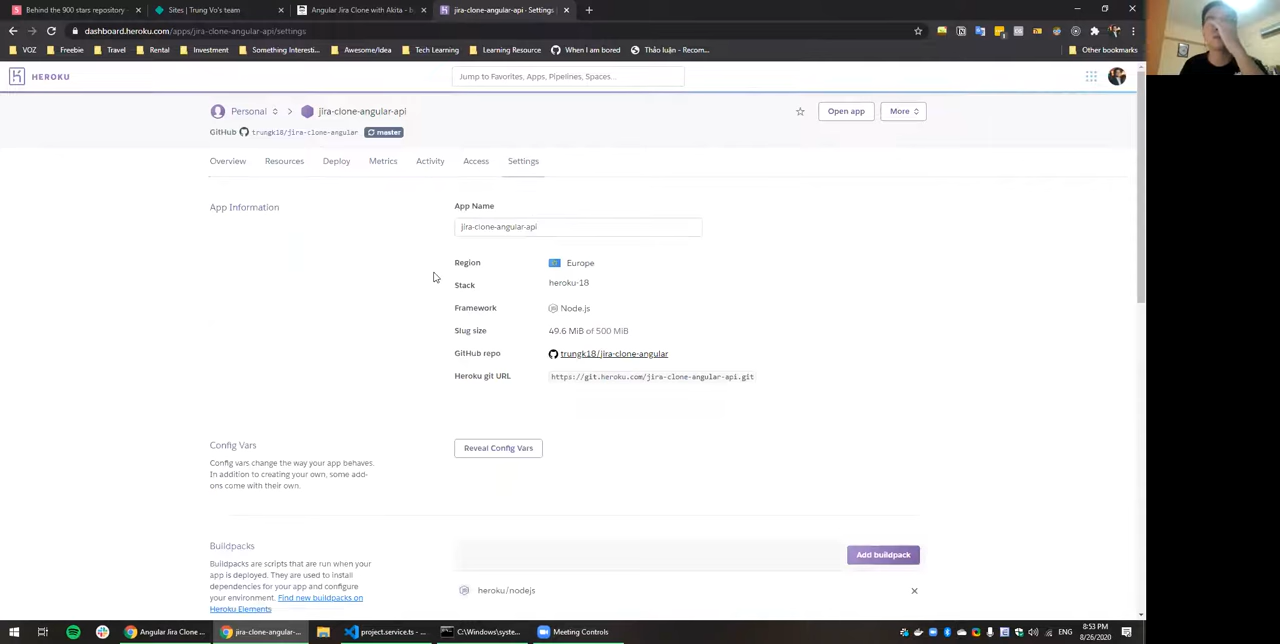 Behind the 900 stars repository
Sites | Trung Vo's team
Angular Jira Clone with Akita - b
jira-clone-angular-api - Settings
dashboard.heroku.com/apps/jira-clone-angular-api/settings
VOZ
Freebie
Travel
Rental
Investment
Something Interesti...
Awesome/Idea
Tech Learning
Learning Resource
When I am bored
Thảo luận - Recom...
Other bookmarks
HEROKU
Jump to Favorites, Apps, Pipelines, Spaces...
Personal
jira-clone-angular-api
Open app
More
GitHub trungk18/jira-clone-angular master
Overview
Resources
Deploy
Metrics
Activity
Access
Settings
App Information
App Name
jira-clone-angular-api
Region Europe
Stack heroku-18
Framework Node.js
Slug size 49.6 MiB of 500 MiB
GitHub repo trungk18/jira-clone-angular
Heroku git URL https://git.heroku.com/jira-clone-angular-api.git
Config Vars
Config vars change the way your app behaves.
In addition to creating your own, some add-
ons come with their own.
Reveal Config Vars
Buildpacks
Buildpacks are scripts that are run when your
app is deployed. They are used to install
dependencies for your app and configure
your environment. Find new buildpacks on
Heroku Elements
Add buildpack
heroku/nodejs
Angular Jira Clone ...
jira-clone-angular-...
project.service.ts - ...
C:\Windows\syste...
Meeting Controls
ENG
8:53 PM
8/26/2020